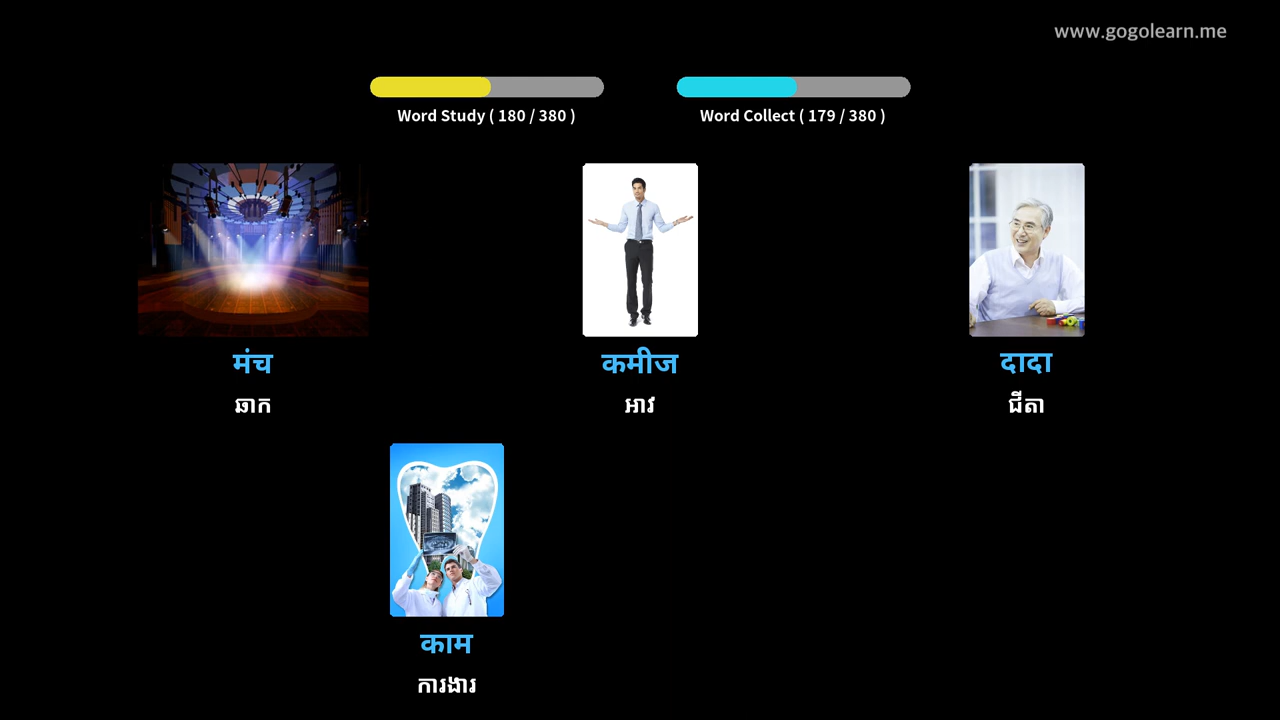 www.gogolearn.me
Word Study ( 180 / 380 )
Word Collect ( 179 / 380 )
मंच
कमीज
दादा
ឆាក
អាវ
ជីតា
काम
ការងារ